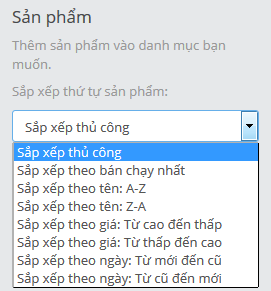 Sản phẩm
Thêm sản phẩm vào danh mục bạn
muốn.
Sắp xếp thứ tự sản phẩm:
Sắp xếp thủ công
Sắp xếp thủ công
Sắp xếp theo bán chạy nhất
Sắp xếp theo tên: A-Z
Sắp xếp theo tên: Z-A
Sắp xếp theo giá: Từ cao đến thấp
Sắp xếp theo giá: Từ thấp đến cao
Sắp xếp theo ngày: Từ mới đến cũ
Sắp xếp theo ngày: Từ cũ đến mới